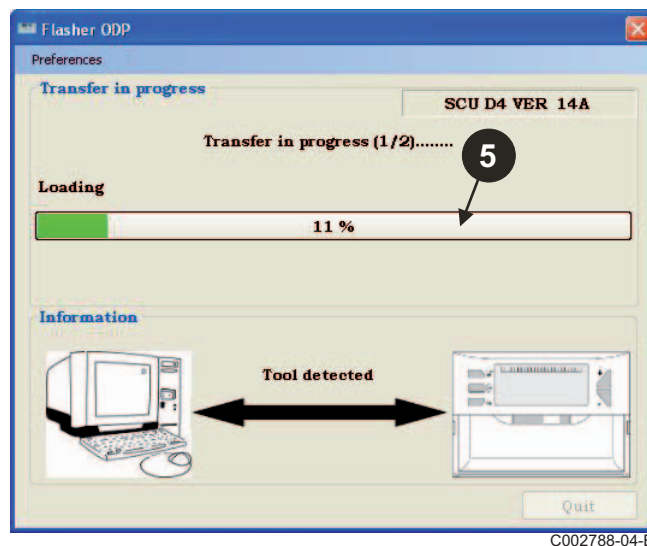 Flasher ODP
Preferences
Transfer in progress
SCU D4 VER 14A
Transfer in progress (1/2)........
5
Loading
11 %
Information
Tool detected
Quit
C002788-04-E